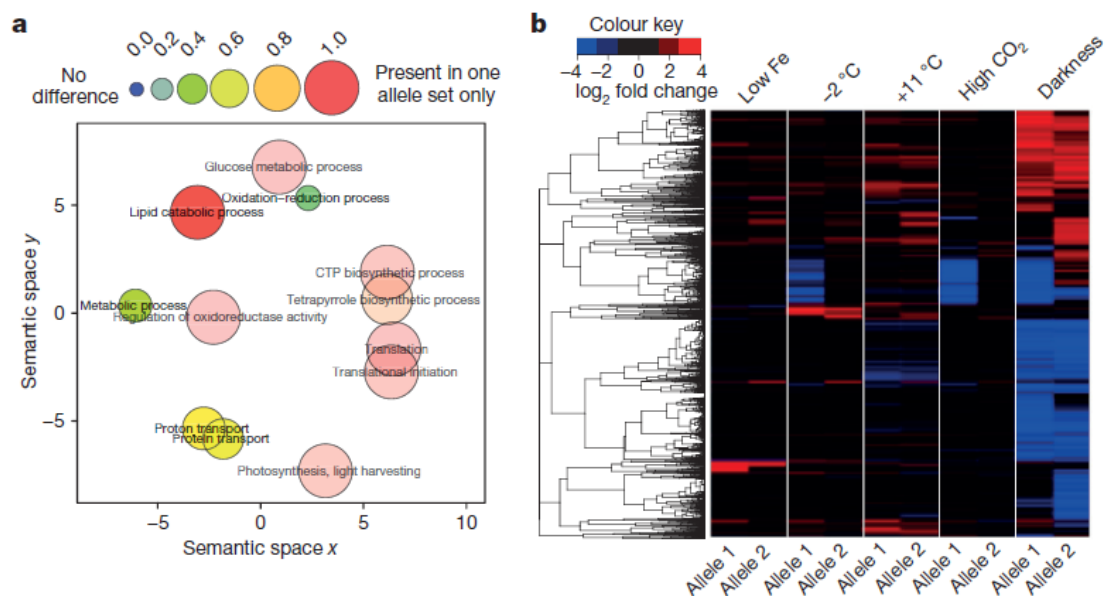 a
0.0
0.2
0.4
0.6
0.8
1.0
No
difference
Present in one
allele set only
Semantic space y
5
0
−5
Glucose metabolic process
Oxidation–reduction process
Lipid catabolic process
CTP biosynthetic process
Tetrapyrrole biosynthetic process
Metabolic process
Regulation of oxidoreductase activity
Translation
Translational initiation
Proton transport
Protein transport
Photosynthesis, light harvesting
−5
0
5
10
Semantic space x
b
Colour key
−4 −2 0 2 4
log2 fold change
Low Fe
−2 °C
+11 °C
High CO2
Darkness
Allele 1
Allele 2
Allele 1
Allele 2
Allele 1
Allele 2
Allele 1
Allele 2
Allele 1
Allele 2